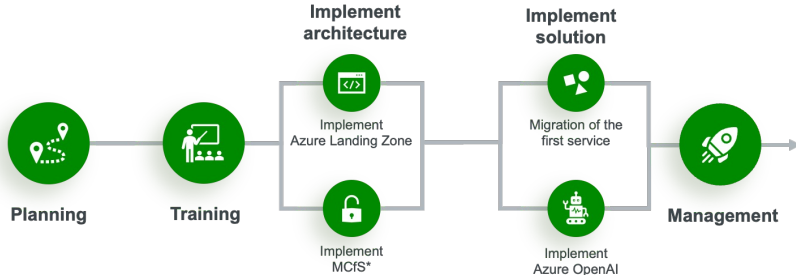 Implement
architecture
Implement
solution
</>
Implement
Azure Landing Zone
Migration of the
first service
Planning
Training
Management
Implement
MCfS*
Implement
Azure OpenAI